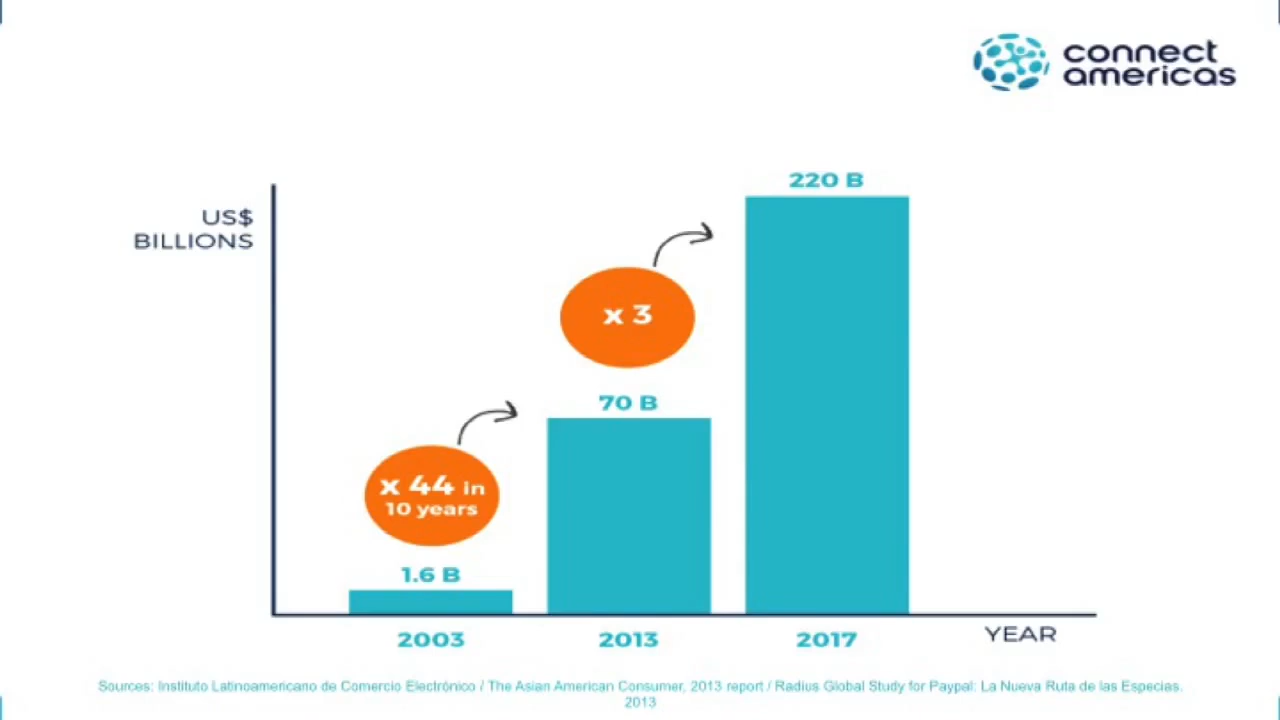 connect
americas
US$
BILLIONS
220 B
x 3
70 B
x 44 in
10 years
1.6 B
2003
2013
2017
YEAR
Sources: Instituto Latinoamericano de Comercio Electrónico / The Asian American Consumer, 2013 report / Radius Global Study for Paypal: La Nueva Ruta de las Especias.
2013